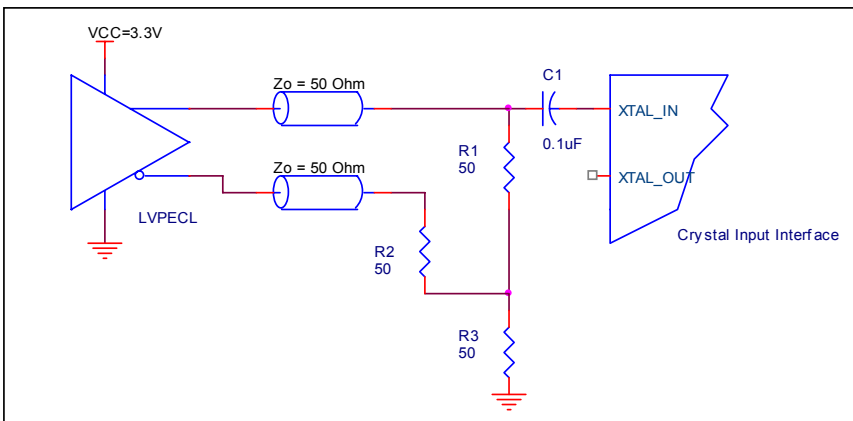 VCC=3.3V
Zo = 50 Ohm
C1
0.1uF
XTAL_IN
R1
50
Zo = 50 Ohm
XTAL_OUT
LVPECL
Crystal Input Interface
R2
50
R3
50